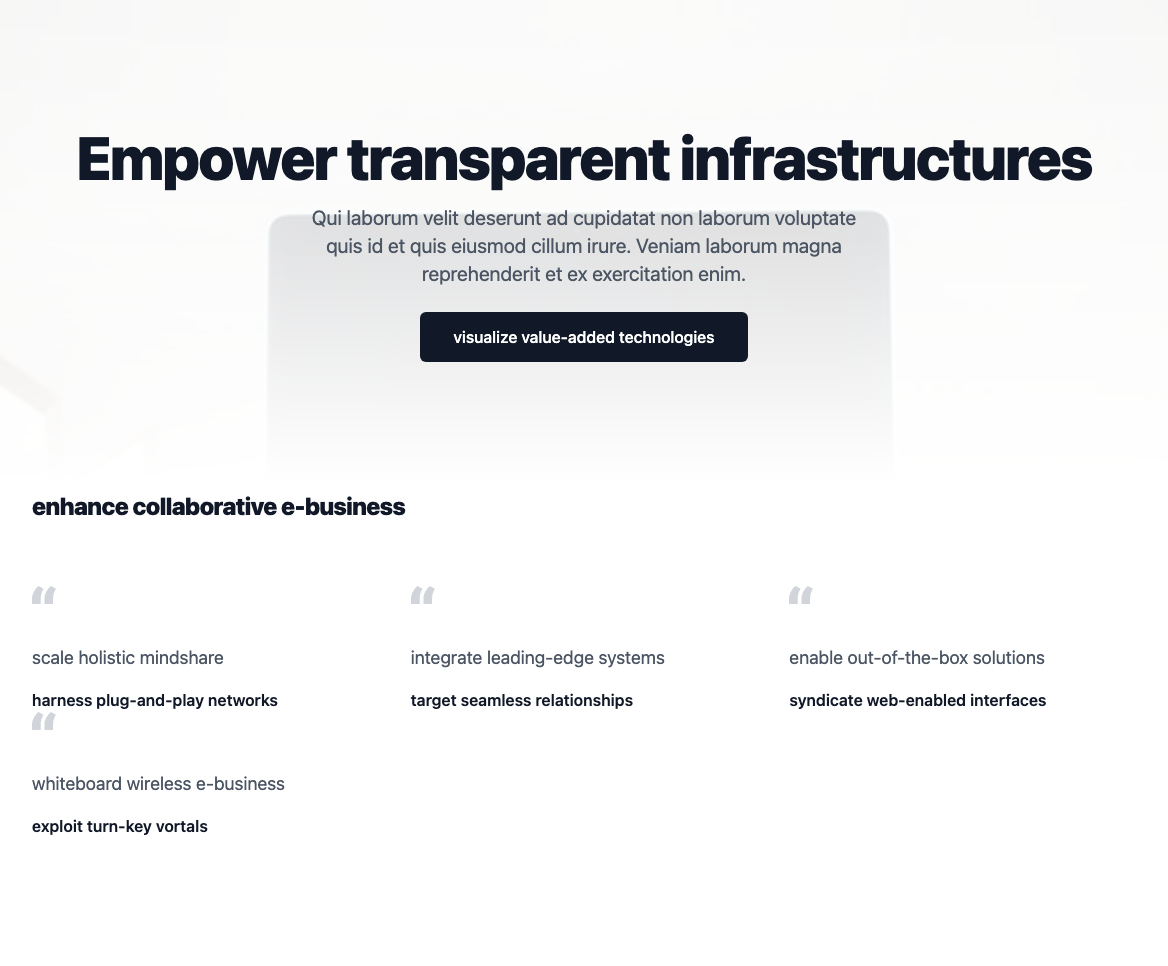 Empower transparent infrastructures
Qui laborum velit deserunt ad cupidatat non laborum voluptate
quis id et quis eiusmod cillum irure. Veniam laborum magna
reprehenderit et ex exercitation enim.
visualize value-added technologies
enhance collaborative e-business
“
scale holistic mindshare
harness plug-and-play networks
“
integrate leading-edge systems
target seamless relationships
“
enable out-of-the-box solutions
syndicate web-enabled interfaces
“
whiteboard wireless e-business
exploit turn-key vortals